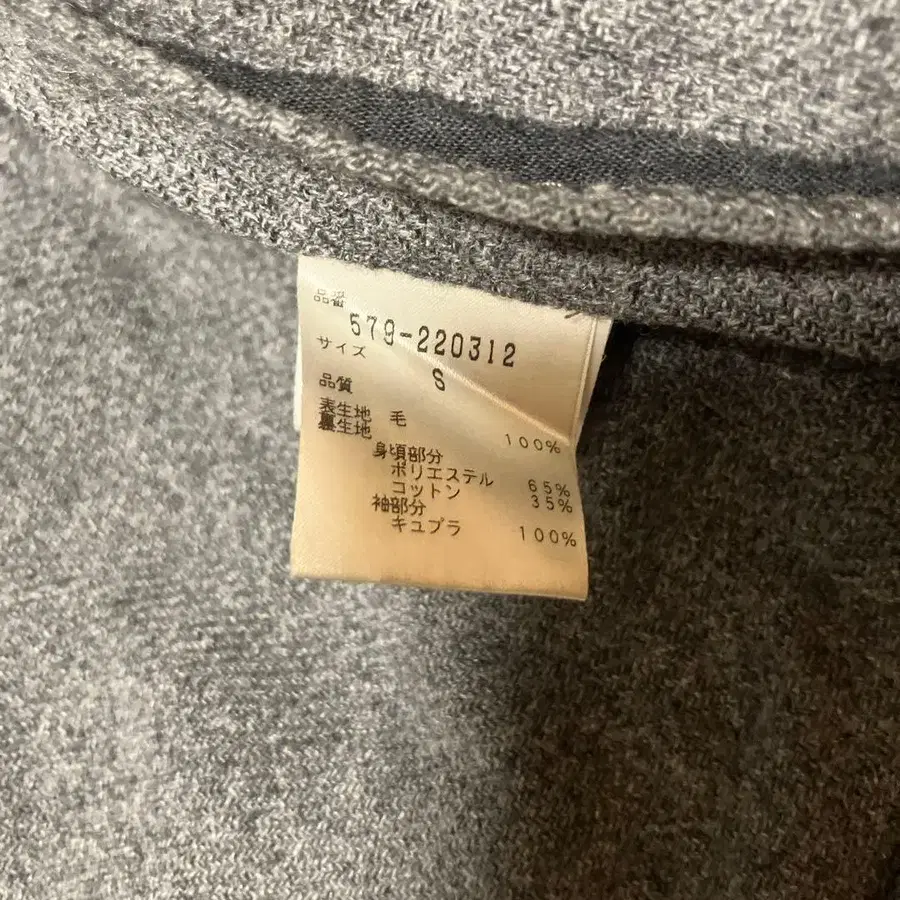 品番
579-220312
サイズ
S
品質
表生地 毛 100%
裏生地
身頃部分
ポリエステル 65%
コットン 35%
袖部分
キュプラ 100%